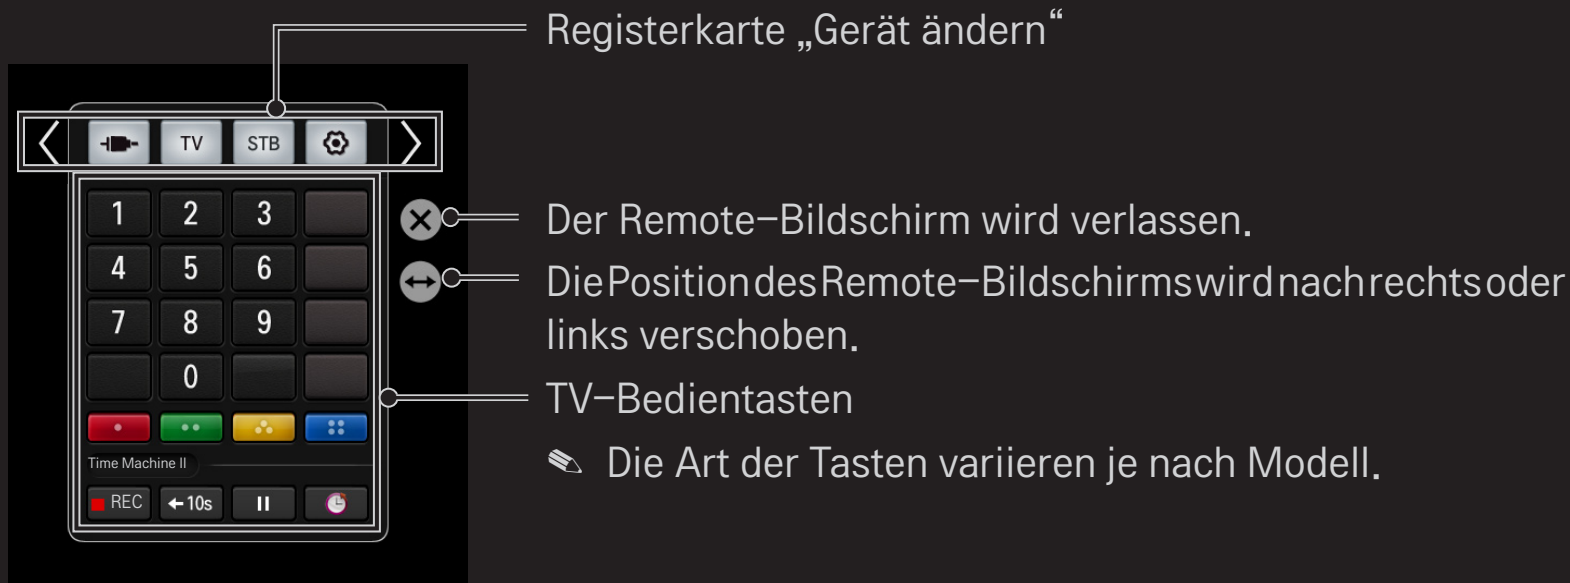 Registerkarte „Gerät ändern“
TV STB
1 2 3
4 5 6
7 8 9
0
Time Machine II
REC 10s
Der Remote-Bildschirm wird verlassen.
Die Position des Remote-Bildschirms wird nach rechts oder
links verschoben.
TV-Bedientasten
✎ Die Art der Tasten variieren je nach Modell.